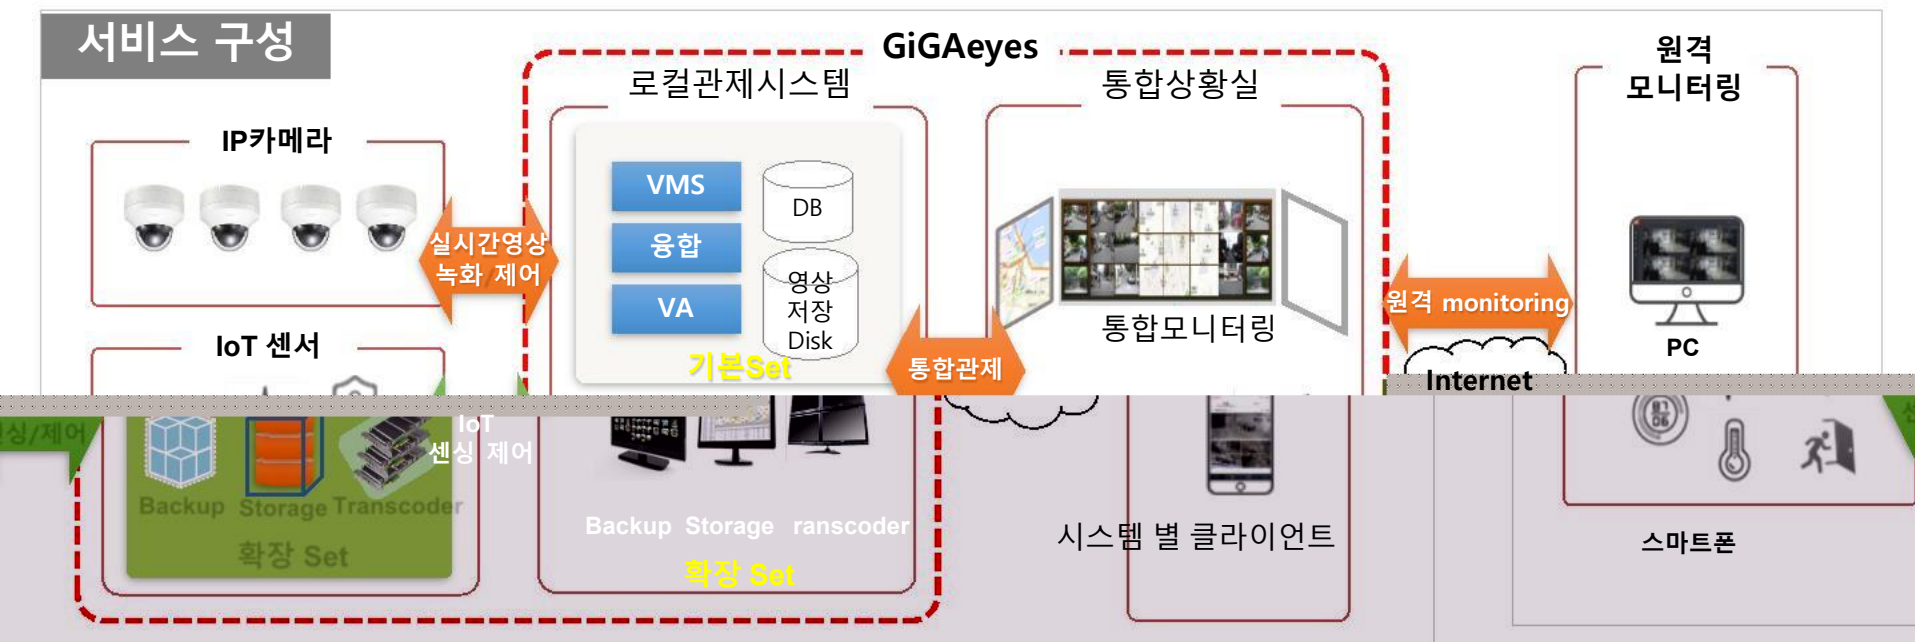 서비스 구성
GiGAeyes
로컬관제시스템
통합상황실
원격
모니터링
IP카메라
VMS
융합
VA
DB
영상
저장
Disk
기본Set
실시간영상
녹화 제어
통합관제
통합모니터링
원격 monitoring
PC
Internet
IoT 센서
싱/제어
IoT
센싱 제어
Backup Storage Transcoder
확장 Set
Backup Storage ranscoder
확장 Set
시스템 별 클라이언트
스마트폰